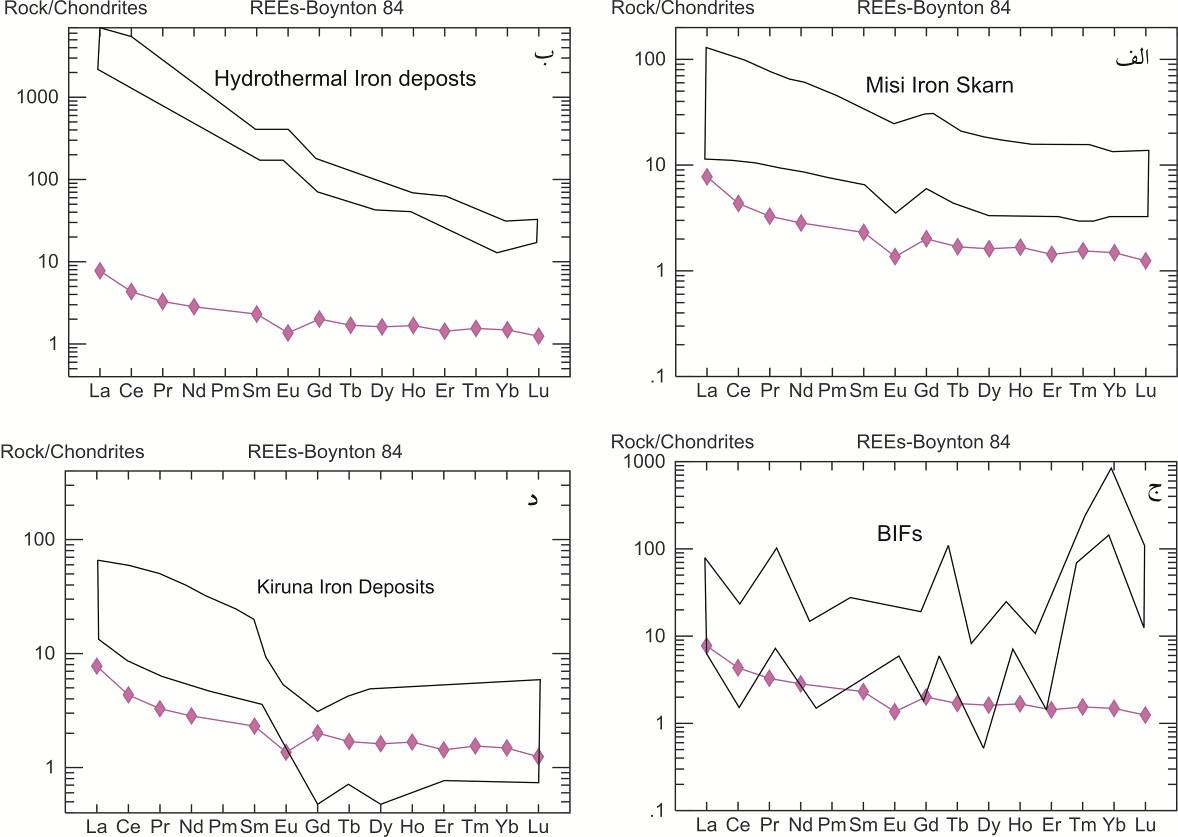 Rock/Chondrites REEs-Boynton 84
ب
Hydrothermal Iron deposts
1000
100
10
1
La Ce Pr Nd Pm Sm Eu Gd Tb Dy Ho Er Tm Yb Lu
Rock/Chondrites REEs-Boynton 84
الف
Misi Iron Skarn
100
10
1
.1
La Ce Pr Nd Pm Sm Eu Gd Tb Dy Ho Er Tm Yb Lu
Rock/Chondrites REEs-Boynton 84
د
Kiruna Iron Deposits
100
10
1
La Ce Pr Nd Pm Sm Eu Gd Tb Dy Ho Er Tm Yb Lu
Rock/Chondrites REEs-Boynton 84
ج
BIFs
1000
100
10
1
.1
La Ce Pr Nd Pm Sm Eu Gd Tb Dy Ho Er Tm Yb Lu